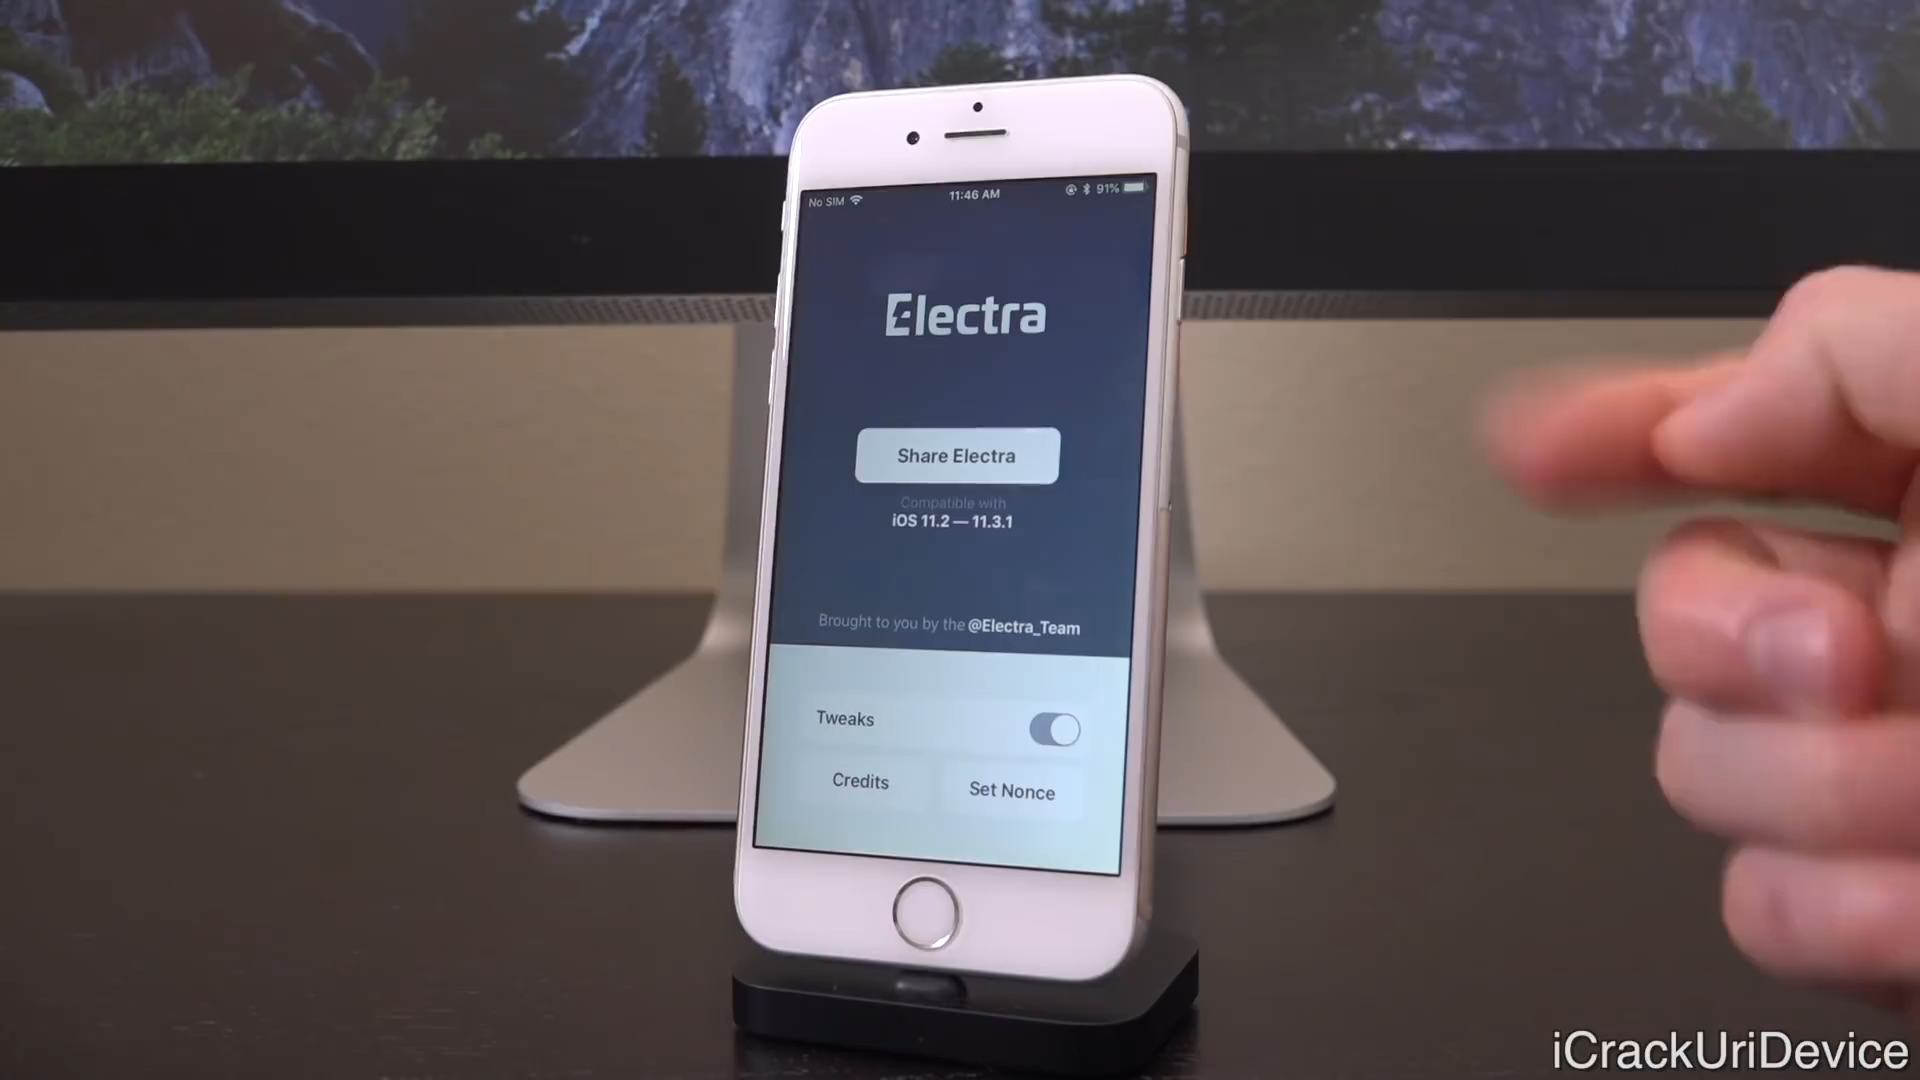 No SIM 11:46 AM 91%
Electra
Share Electra
Compatible with
iOS 11.2 — 11.3.1
Brought to you by the @Electra_Team
Tweaks
Credits Set Nonce
iCrackUriDevice